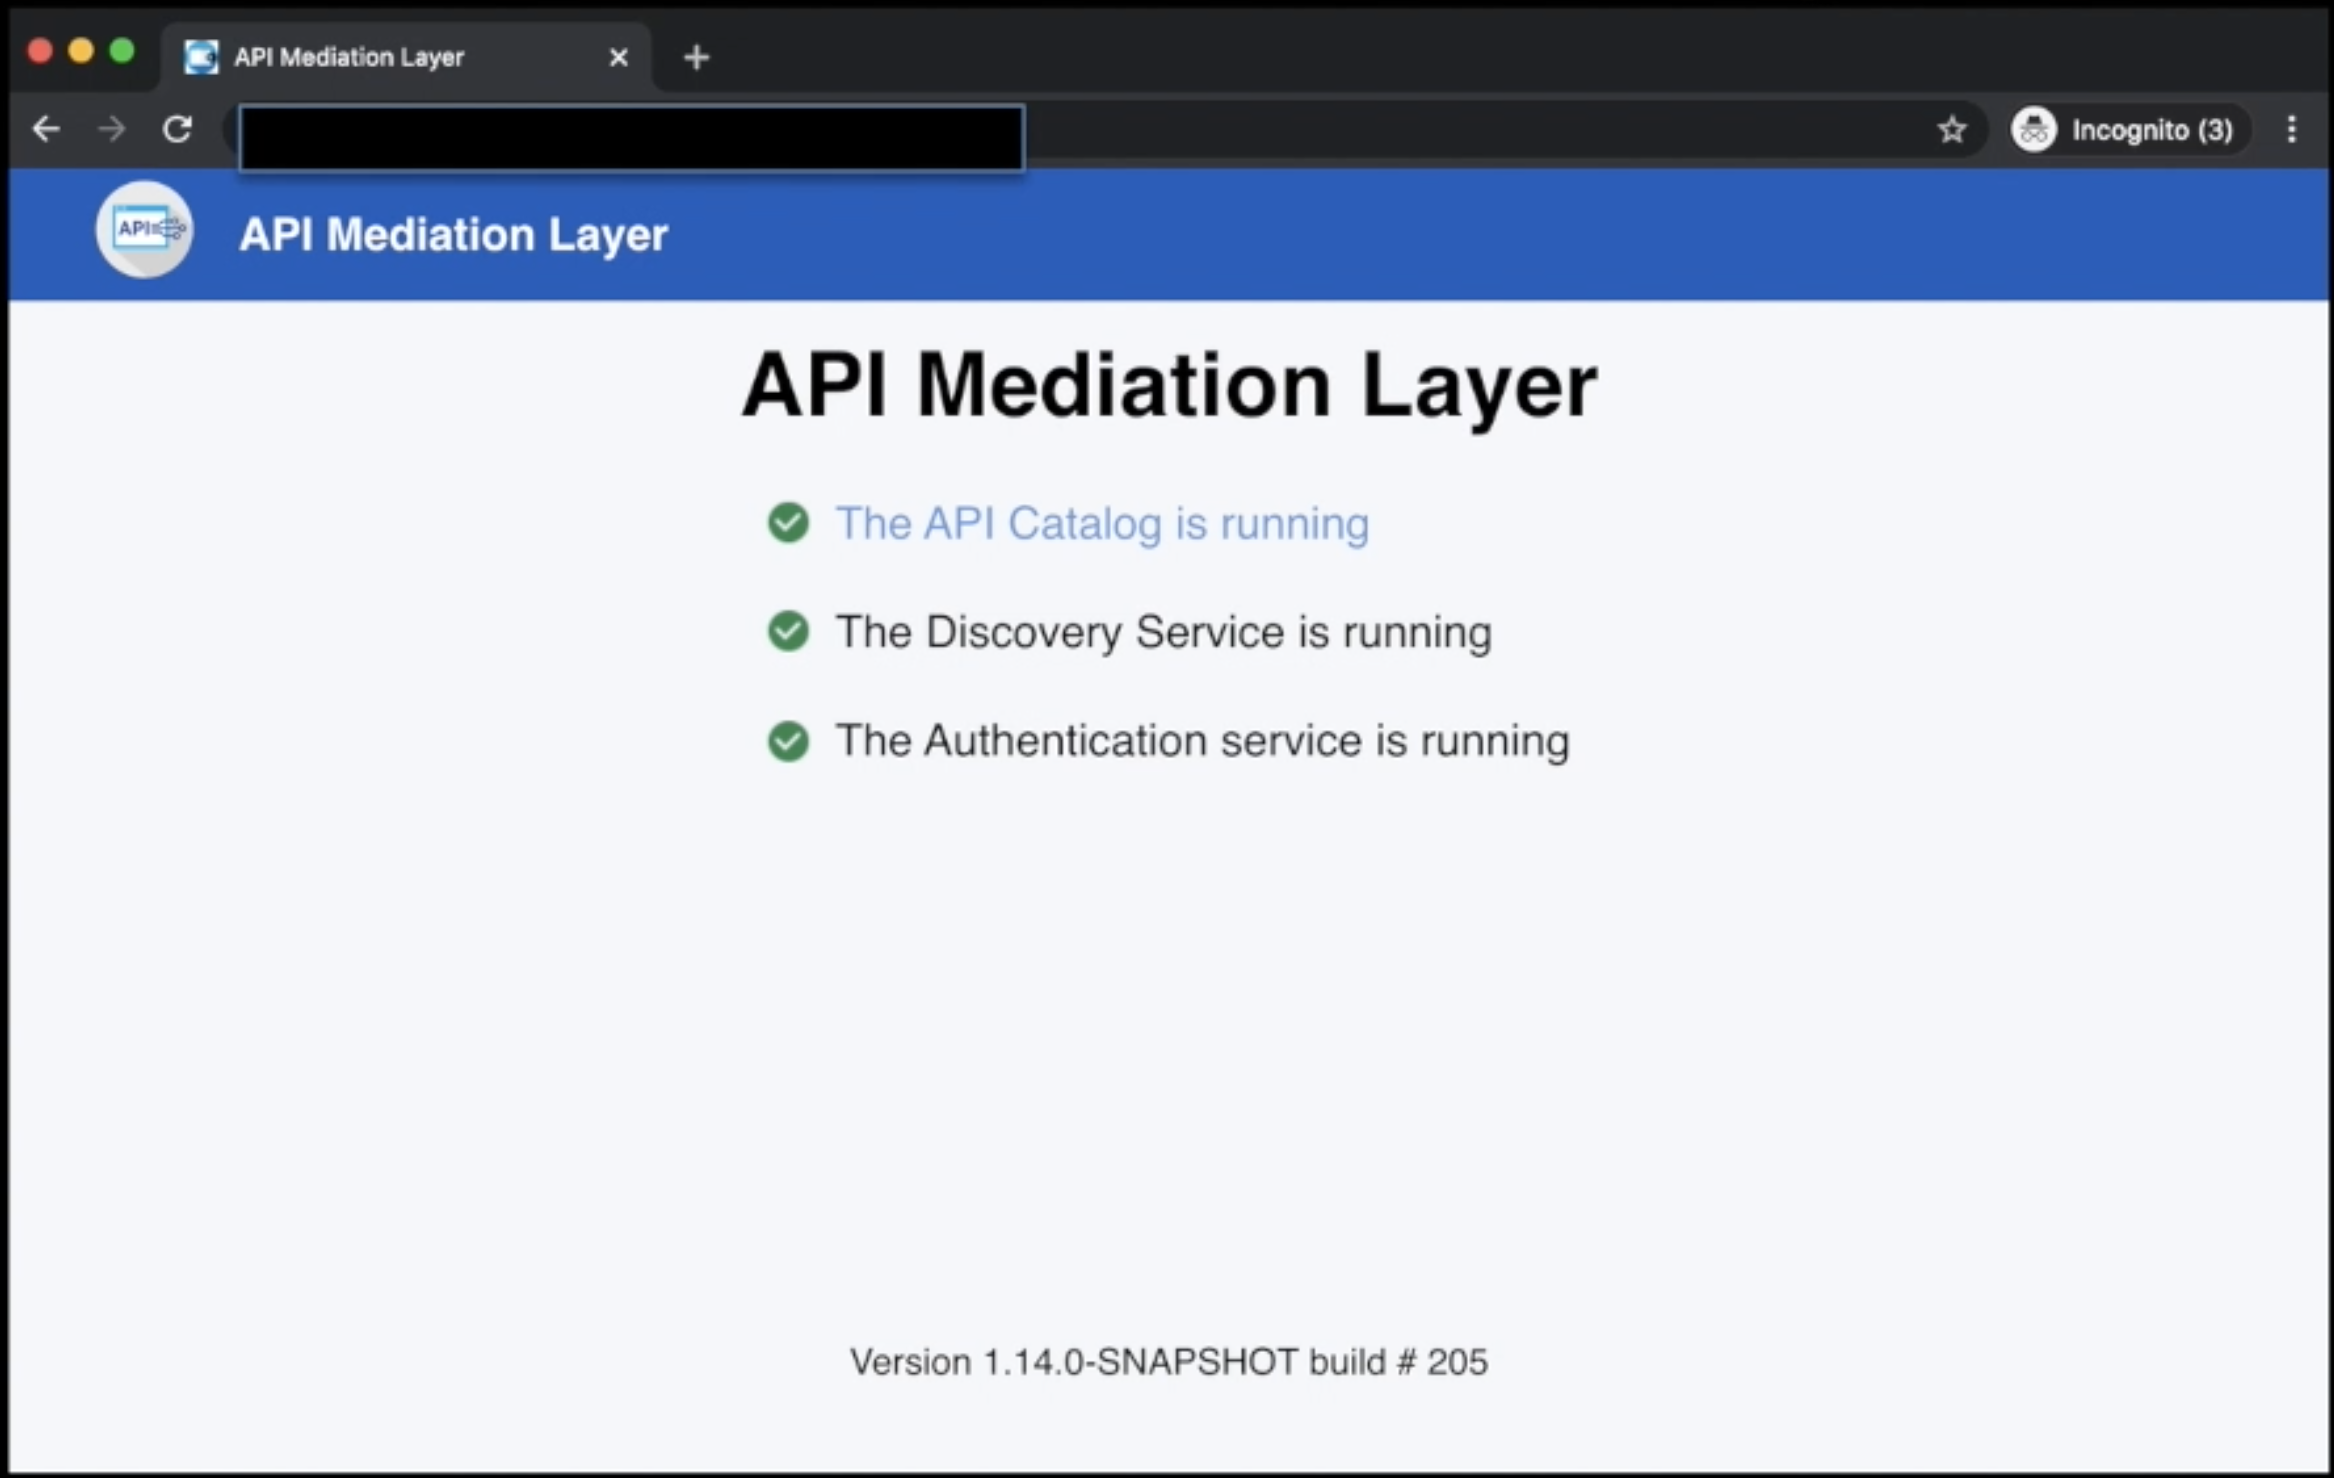 API Mediation Layer
Incognito (3)
API
API Mediation Layer
API Mediation Layer
The API Catalog is running
The Discovery Service is running
The Authentication service is running
Version 1.14.0-SNAPSHOT build # 205